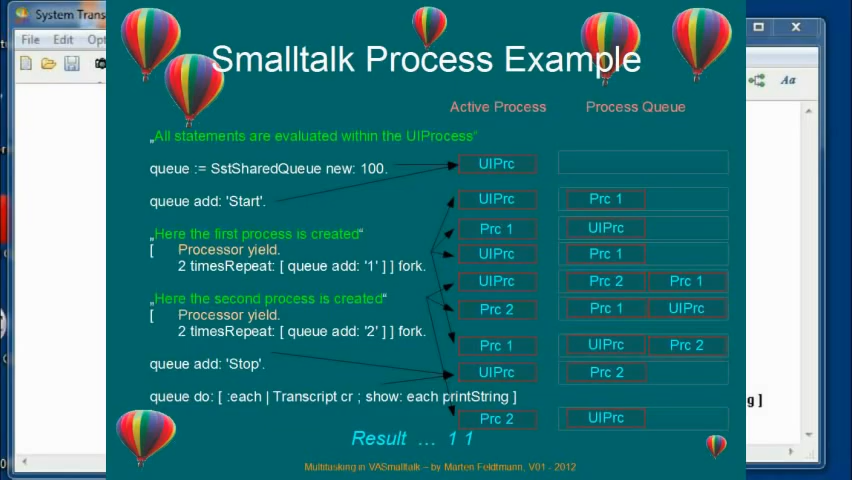 System Trans
File Edit Opt
Aa
Smalltalk Process Example
Active Process Process Queue
„All statements are evaluated within the UIProcess“
UIPrc
queue := SstSharedQueue new: 100.
UIPrc Prc 1
queue add: 'Start'.
Prc 1 UIPrc
„Here the first process is created“
[ Processor yield.
UIPrc Prc 1
2 timesRepeat: [ queue add: '1' ] ] fork.
UIPrc Prc 2 Prc 1
„Here the second process is created“
Prc 2 Prc 1 UIPrc
[ Processor yield.
2 timesRepeat: [ queue add: '2' ] ] fork.
Prc 1 UIPrc Prc 2
queue add: 'Stop'.
UIPrc Prc 2
queue do: [ :each | Transcript cr ; show: each printString ]
g ]
Prc 2 UIPrc
Result ... 1 1
Multitasking in VASmalltalk – by Marten Feldtmann, V01 - 2012